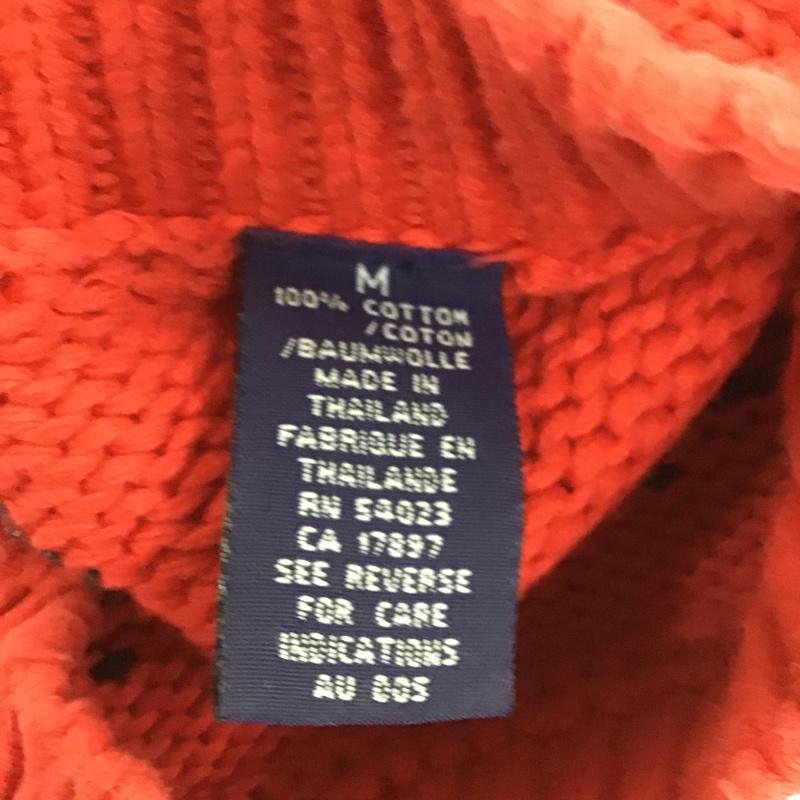 M
100% COTTON
/COTON
/BAUMWOLLE
MADE IN
THAILAND
FABRIQUE EN
THAILANDE
RN 54023
CA 17897
SEE REVERSE
FOR CARE
INDICATIONS
AU DOS